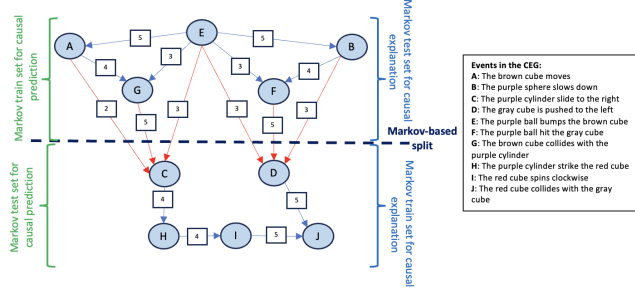 Markov train set for causal
prediction
Markov test set for causal
explanation
A
E
B
5
5
4
3
3
4
G
F
2
5
3
3
5
3
Markov-based
split
C
D
4
5
H
4
I
5
J
Markov test set for
causal prediction
Markov train set for causal
explanation
Events in the CEG:
A: The brown cube moves
B: The purple sphere slows down
C: The purple cylinder slide to the right
D: The gray cube is pushed to the left
E: The purple ball bumps the brown cube
F: The purple ball hit the gray cube
G: The brown cube collides with the
purple cylinder
H: The purple cylinder strike the red cube
I: The red cube spins clockwise
J: The red cube collides with the gray
cube